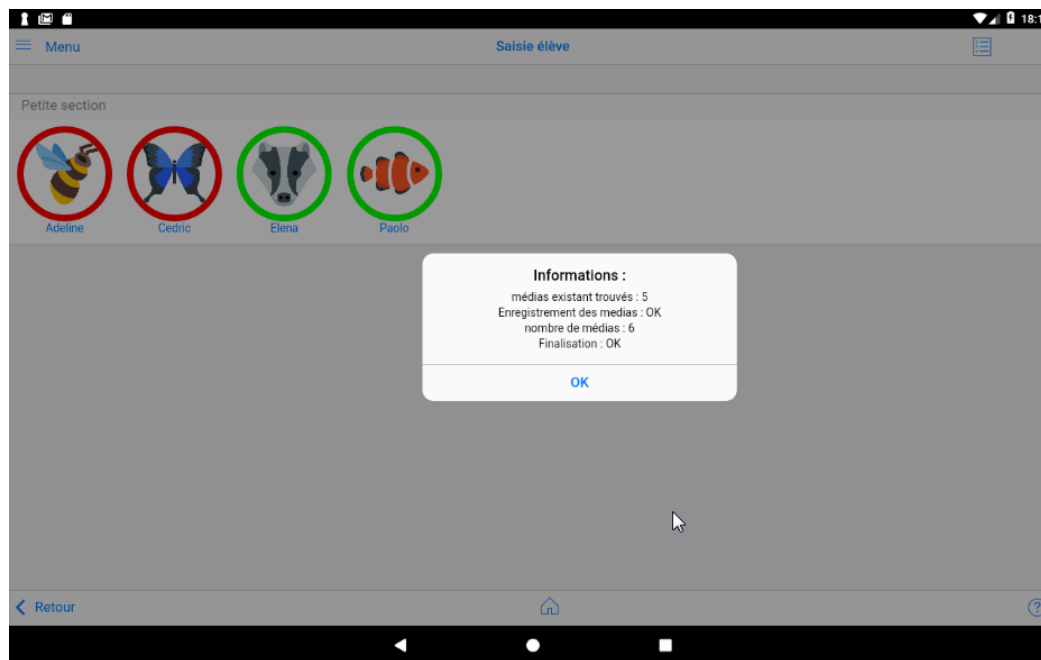 18:1
Menu
Saisie élève
Petite section
Adeline
Cedric
Elena
Paolo
Informations :
médias existant trouvés : 5
Enregistrement des medias : OK
nombre de médias : 6
Finalisation : OK
OK
Retour
?